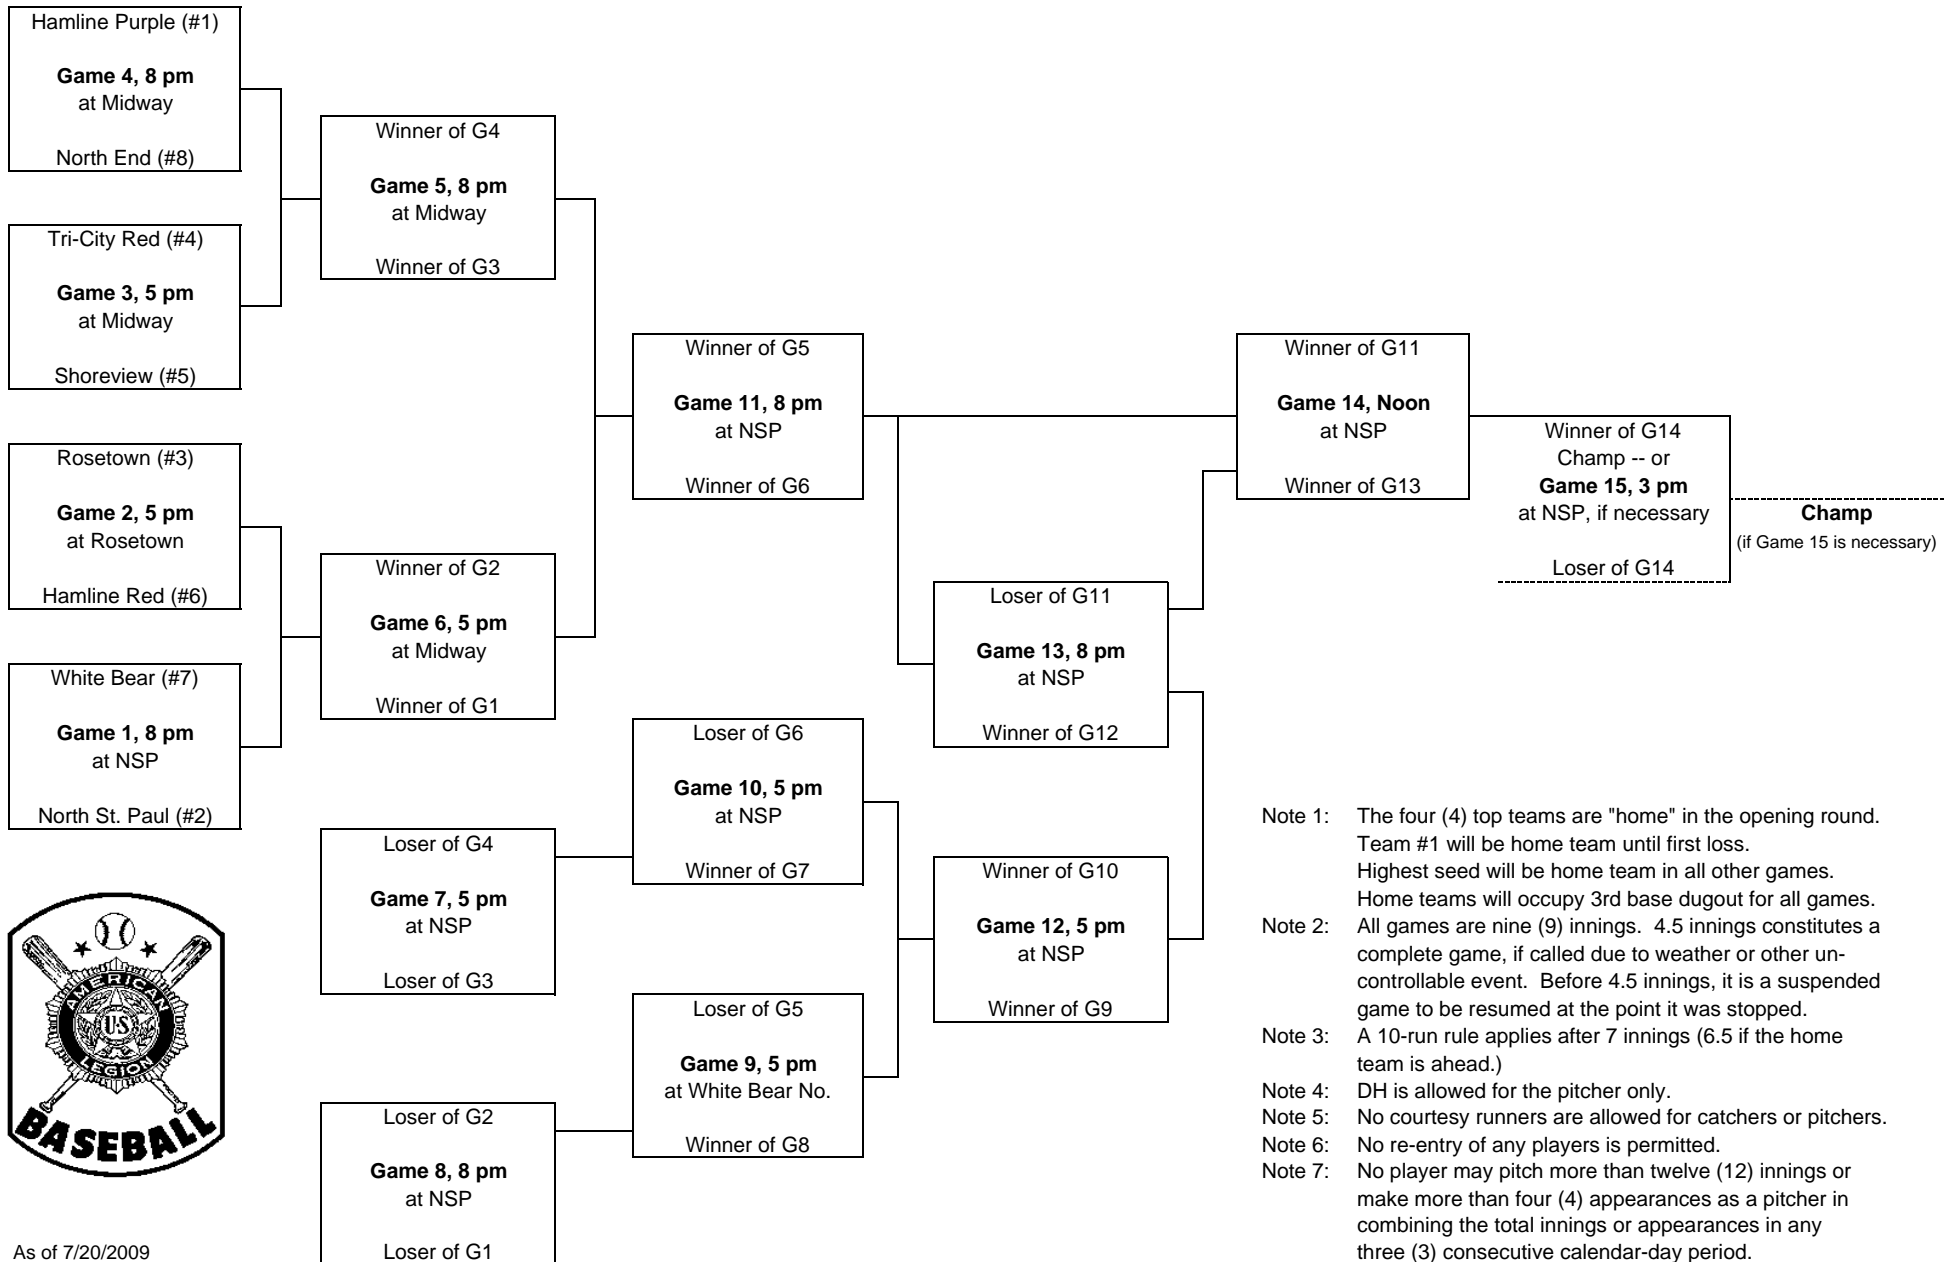 Hamline Purple (#1)
Game 4, 8 pm
at Midway
North End (#8)
Tri-City Red (#4)
Game 3, 5 pm
at Midway
Shoreview (#5)
Rosetown (#3)
Game 2, 5 pm
at Rosetown
Hamline Red (#6)
White Bear (#7)
Game 1, 8 pm
at NSP
North St. Paul (#2)
Winner of G4
Game 5, 8 pm
at Midway
Winner of G3
Winner of G2
Game 6, 5 pm
at Midway
Winner of G1
Loser of G4
Game 7, 5 pm
at NSP
Loser of G3
Loser of G2
Game 8, 8 pm
at NSP
Loser of G1
Winner of G5
Game 11, 8 pm
at NSP
Winner of G6
Loser of G6
Game 10, 5 pm
at NSP
Winner of G7
Loser of G5
Game 9, 5 pm
at White Bear No.
Winner of G8
Loser of G11
Game 13, 8 pm
at NSP
Winner of G12
Winner of G10
Game 12, 5 pm
at NSP
Winner of G9
Winner of G11
Game 14, Noon
at NSP
Winner of G13
Winner of G14
Champ -- or
Game 15, 3 pm
at NSP, if necessary
Loser of G14
Champ
(if Game 15 is necessary)
Note 1: The four (4) top teams are "home" in the opening round.
Team #1 will be home team until first loss.
Highest seed will be home team in all other games.
Home teams will occupy 3rd base dugout for all games.
Note 2: All games are nine (9) innings. 4.5 innings constitutes a
complete game, if called due to weather or other un-
controllable event. Before 4.5 innings, it is a suspended
game to be resumed at the point it was stopped.
Note 3: A 10-run rule applies after 7 innings (6.5 if the home
team is ahead.)
Note 4: DH is allowed for the pitcher only.
Note 5: No courtesy runners are allowed for catchers or pitchers.
Note 6: No re-entry of any players is permitted.
Note 7: No player may pitch more than twelve (12) innings or
make more than four (4) appearances as a pitcher in
combining the total innings or appearances in any
three (3) consecutive calendar-day period.
AMERICAN
U.S
LEGION
BASEBALL
As of 7/20/2009